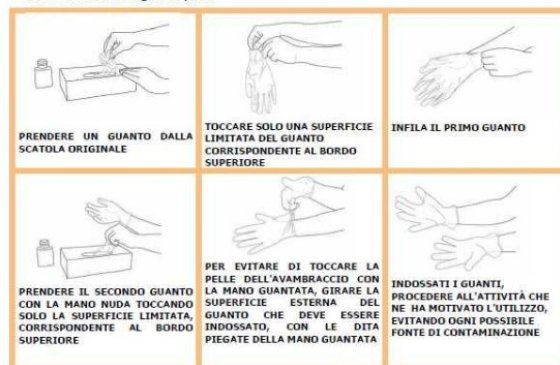 PRENDERE UN GUANTO DALLA
SCATOLA ORIGINALE
TOCCARE SOLO UNA SUPERFICIE
LIMITATA DEL GUANTO
CORRISPONDENTE AL BORDO
SUPERIORE
INFILA IL PRIMO GUANTO
PRENDERE IL SECONDO GUANTO
CON LA MANO NUDA TOCCANDO
SOLO LA SUPERFICIE LIMITATA,
CORRISPONDENTE AL BORDO
SUPERIORE
PER EVITARE DI TOCCARE LA
PELLE DELL'AVAMBRACCIO CON
LA MANO GUANTATA, GIRARE LA
SUPERFICIE ESTERNA DEL
GUANTO CHE DEVE ESSERE
INDOSSATO, CON LE DITA
PIEGATE DELLA MANO GUANTATA
INDOSSATI I GUANTI,
PROCEDERE ALL'ATTIVITÀ CHE
NE HA MOTIVATO L'UTILIZZO,
EVITANDO OGNI POSSIBILE
FONTE DI CONTAMINAZIONE